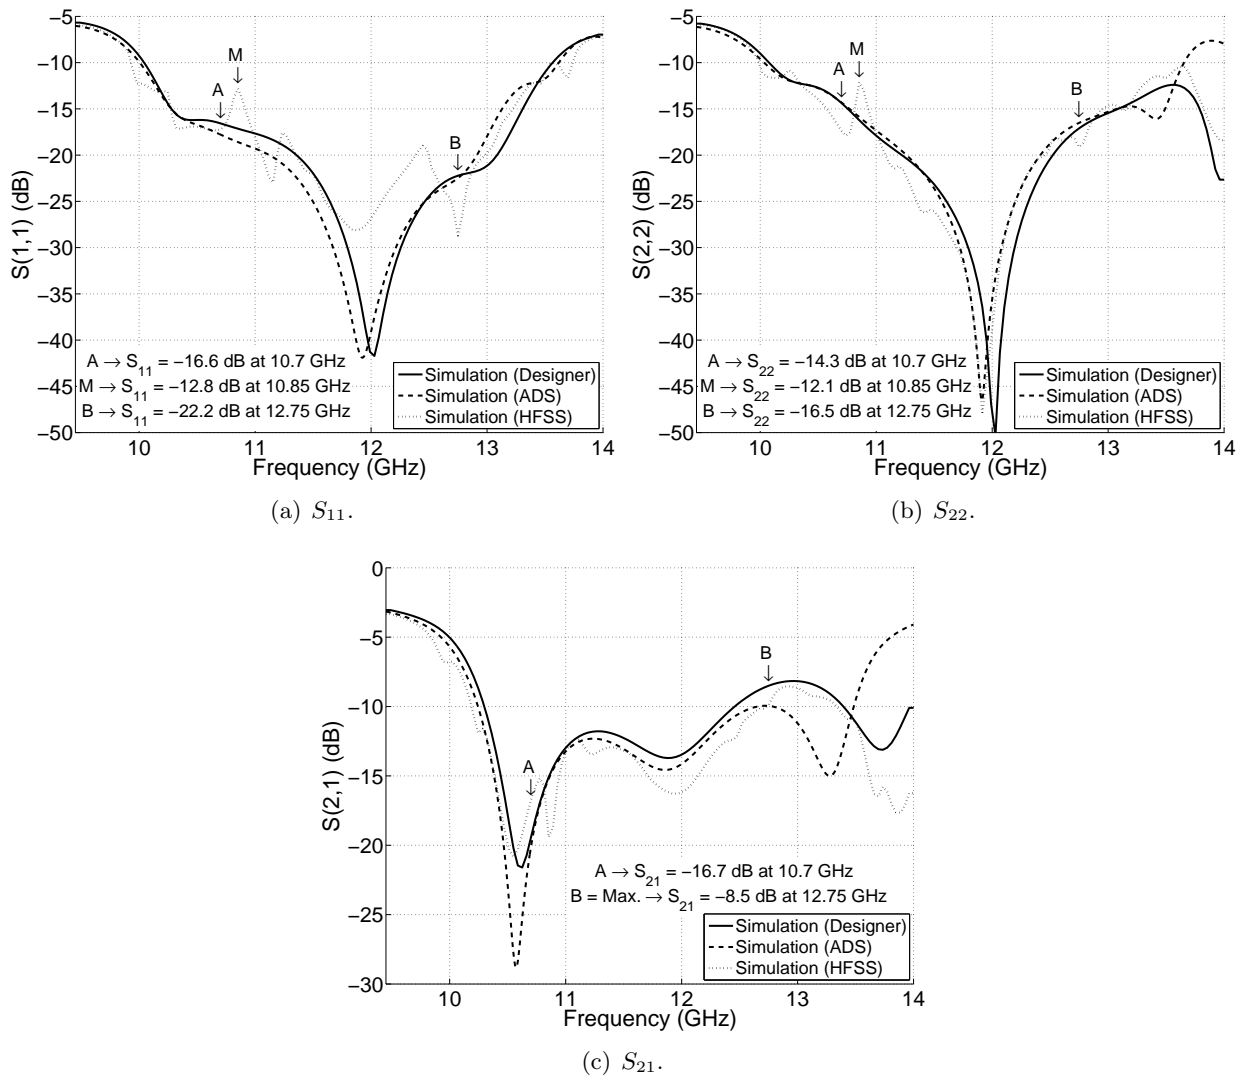 −5
−10
−15
−20
−25
−30
−35
−40
−45
−50
S(1,1) (dB)
A
M
B
A → S11 = −16.6 dB at 10.7 GHz
M → S11 = −12.8 dB at 10.85 GHz
B → S11 = −22.2 dB at 12.75 GHz
Simulation (Designer)
Simulation (ADS)
Simulation (HFSS)
10 11 12 13 14
Frequency (GHz)
(a) S11.
−5
−10
−15
−20
−25
−30
−35
−40
−45
−50
S(2,2) (dB)
A
M
B
A → S22 = −14.3 dB at 10.7 GHz
M → S22 = −12.1 dB at 10.85 GHz
B → S22 = −16.5 dB at 12.75 GHz
Simulation (Designer)
Simulation (ADS)
Simulation (HFSS)
10 11 12 13 14
Frequency (GHz)
(b) S22.
0
−5
−10
−15
−20
−25
−30
S(2,1) (dB)
A
B
A → S21 = −16.7 dB at 10.7 GHz
B = Max. → S21 = −8.5 dB at 12.75 GHz
Simulation (Designer)
Simulation (ADS)
Simulation (HFSS)
10 11 12 13 14
Frequency (GHz)
(c) S21.